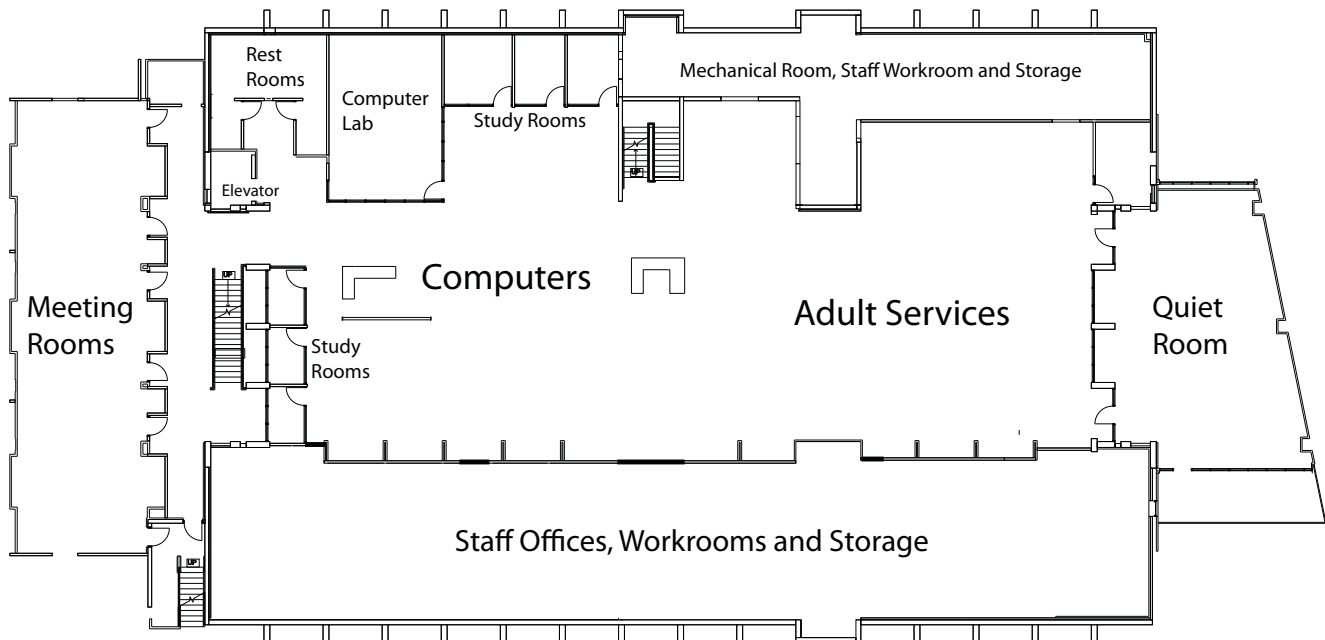 Rest
Rooms
Mechanical Room, Staff Workroom and Storage
Computer
Lab
Study Rooms
UP
Elevator
UP
Computers
Meeting
Rooms
Adult Services
Quiet
Room
Study
Rooms
Staff Offices, Workrooms and Storage
UP